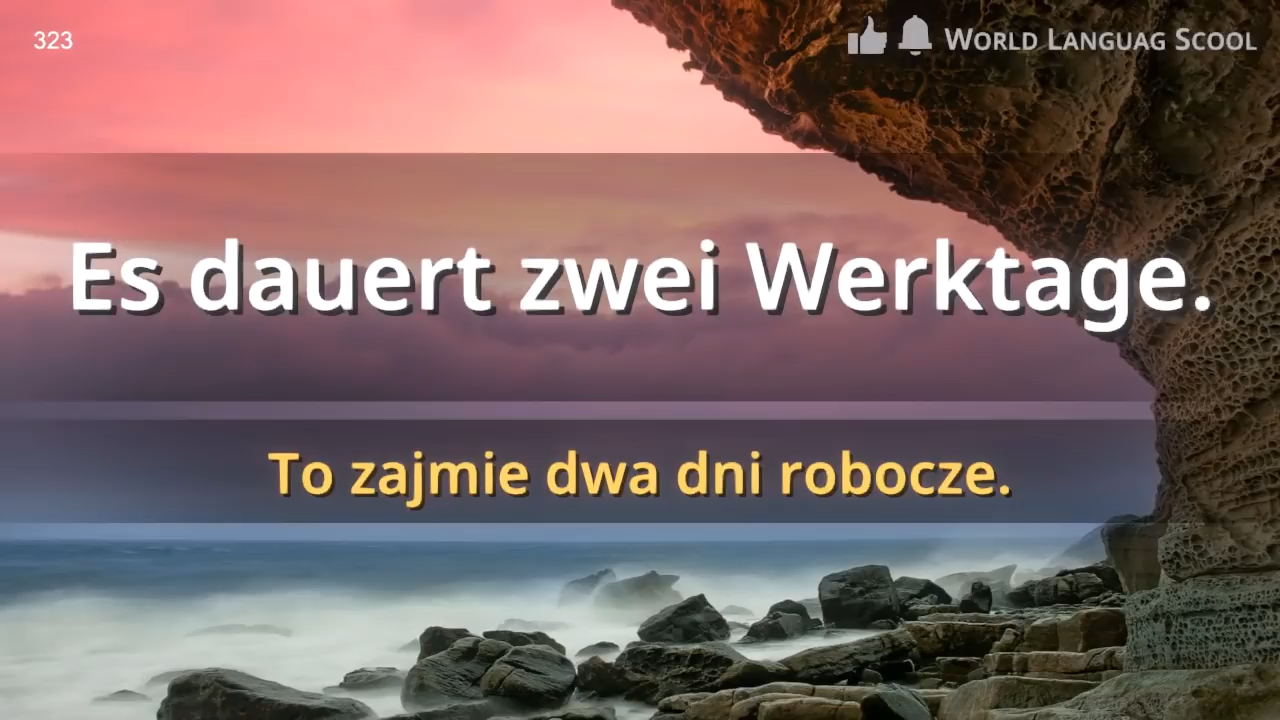 323
WORLD LANGUAG SCOOL
Es dauert zwei Werktage.
To zajmie dwa dni robocze.